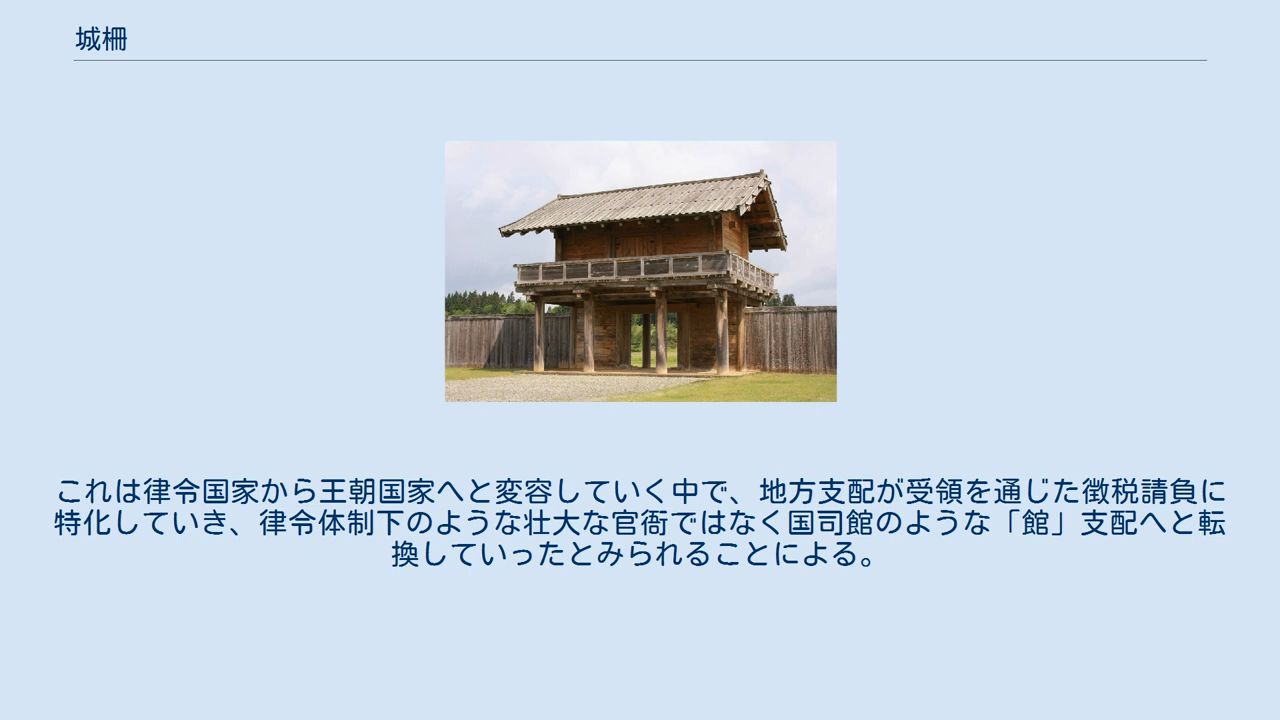 城柵
これは律令国家から王朝国家へと変容していく中で、地方支配が受領を通じた徴税請負に
特化していき、律令体制下のような壮大な官衙ではなく国司館のような「館」支配へと転
換していったとみられることによる。